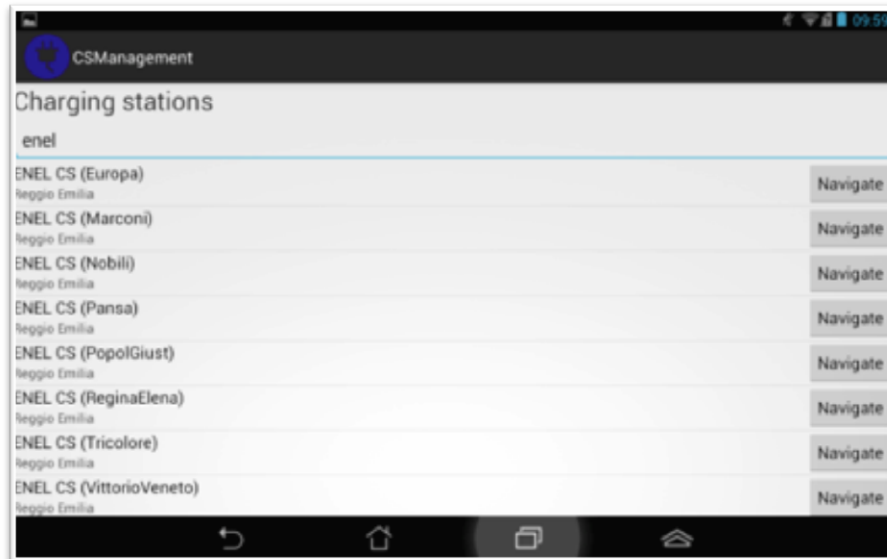 09:59
CSManagement
Charging stations
enel
ENEL CS (Europa)
Reggio Emilia
Navigate
ENEL CS (Marconi)
Reggio Emilia
Navigate
ENEL CS (Nobili)
Reggio Emilia
Navigate
ENEL CS (Pansa)
Reggio Emilia
Navigate
ENEL CS (PopolGiust)
Reggio Emilia
Navigate
ENEL CS (ReginaElena)
Reggio Emilia
Navigate
ENEL CS (Tricolore)
Reggio Emilia
Navigate
ENEL CS (VittorioVeneto)
Reggio Emilia
Navigate